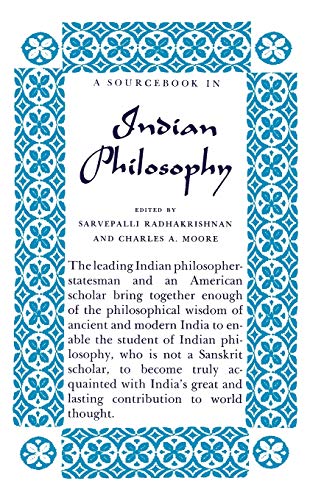 A SOURCEBOOK IN
Indian
Philosophy
EDITED BY
SARVEPALLI RADHAKRISHNAN
AND CHARLES A. MOORE
The leading Indian philosopher-
statesman and an American
scholar bring together enough
of the philosophical wisdom of
ancient and modern India to en-
able the student of Indian phi-
losophy, who is not a Sanskrit
scholar, to become truly ac-
quainted with India's great and
lasting contribution to world
thought.